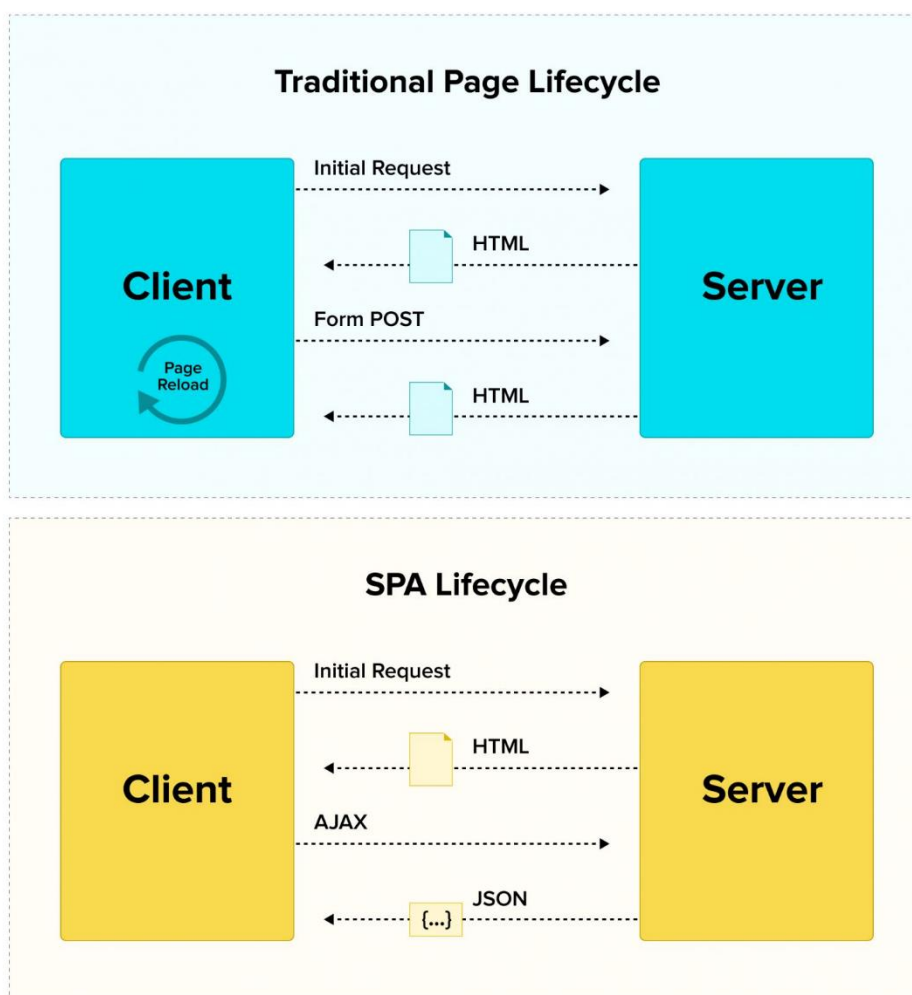 Traditional Page Lifecycle
Initial Request
HTML
Client
Server
Form POST
Page
Reload
HTML
SPA Lifecycle
Initial Request
HTML
Client
Server
AJAX
JSON
{...}